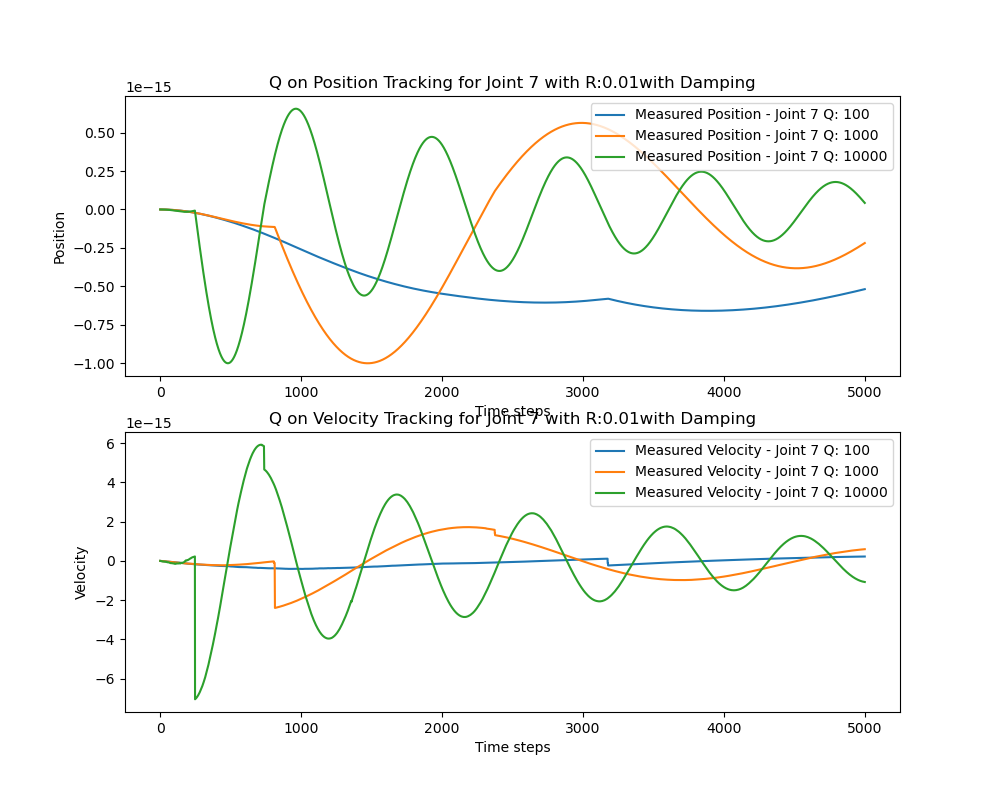 Q on Position Tracking for Joint 7 with R:0.01with Damping
1e−15
Measured Position - Joint 7 Q: 100
Measured Position - Joint 7 Q: 1000
Measured Position - Joint 7 Q: 10000
Position
0.50
0.25
0.00
−0.25
−0.50
−0.75
−1.00
0 1000 2000 3000 4000 5000
Time steps
Q on Velocity Tracking for Joint 7 with R:0.01with Damping
1e−15
Measured Velocity - Joint 7 Q: 100
Measured Velocity - Joint 7 Q: 1000
Measured Velocity - Joint 7 Q: 10000
Velocity
6
4
2
0
−2
−4
−6
0 1000 2000 3000 4000 5000
Time steps